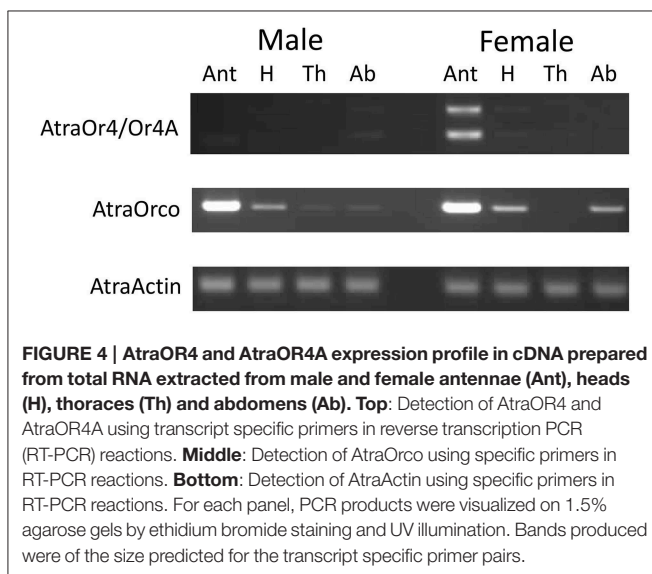 Male Female
Ant H Th Ab Ant H Th Ab
AtraOr4/Or4A
AtraOrco
AtraActin
FIGURE 4 | AtraOR4 and AtraOR4A expression profile in cDNA prepared
from total RNA extracted from male and female antennae (Ant), heads
(H), thoraces (Th) and abdomens (Ab). Top: Detection of AtraOR4 and
AtraOR4A using transcript specific primers in reverse transcription PCR
(RT-PCR) reactions. Middle: Detection of AtraOrco using specific primers in
RT-PCR reactions. Bottom: Detection of AtraActin using specific primers in
RT-PCR reactions. For each panel, PCR products were visualized on 1.5%
agarose gels by ethidium bromide staining and UV illumination. Bands produced
were of the size predicted for the transcript specific primer pairs.